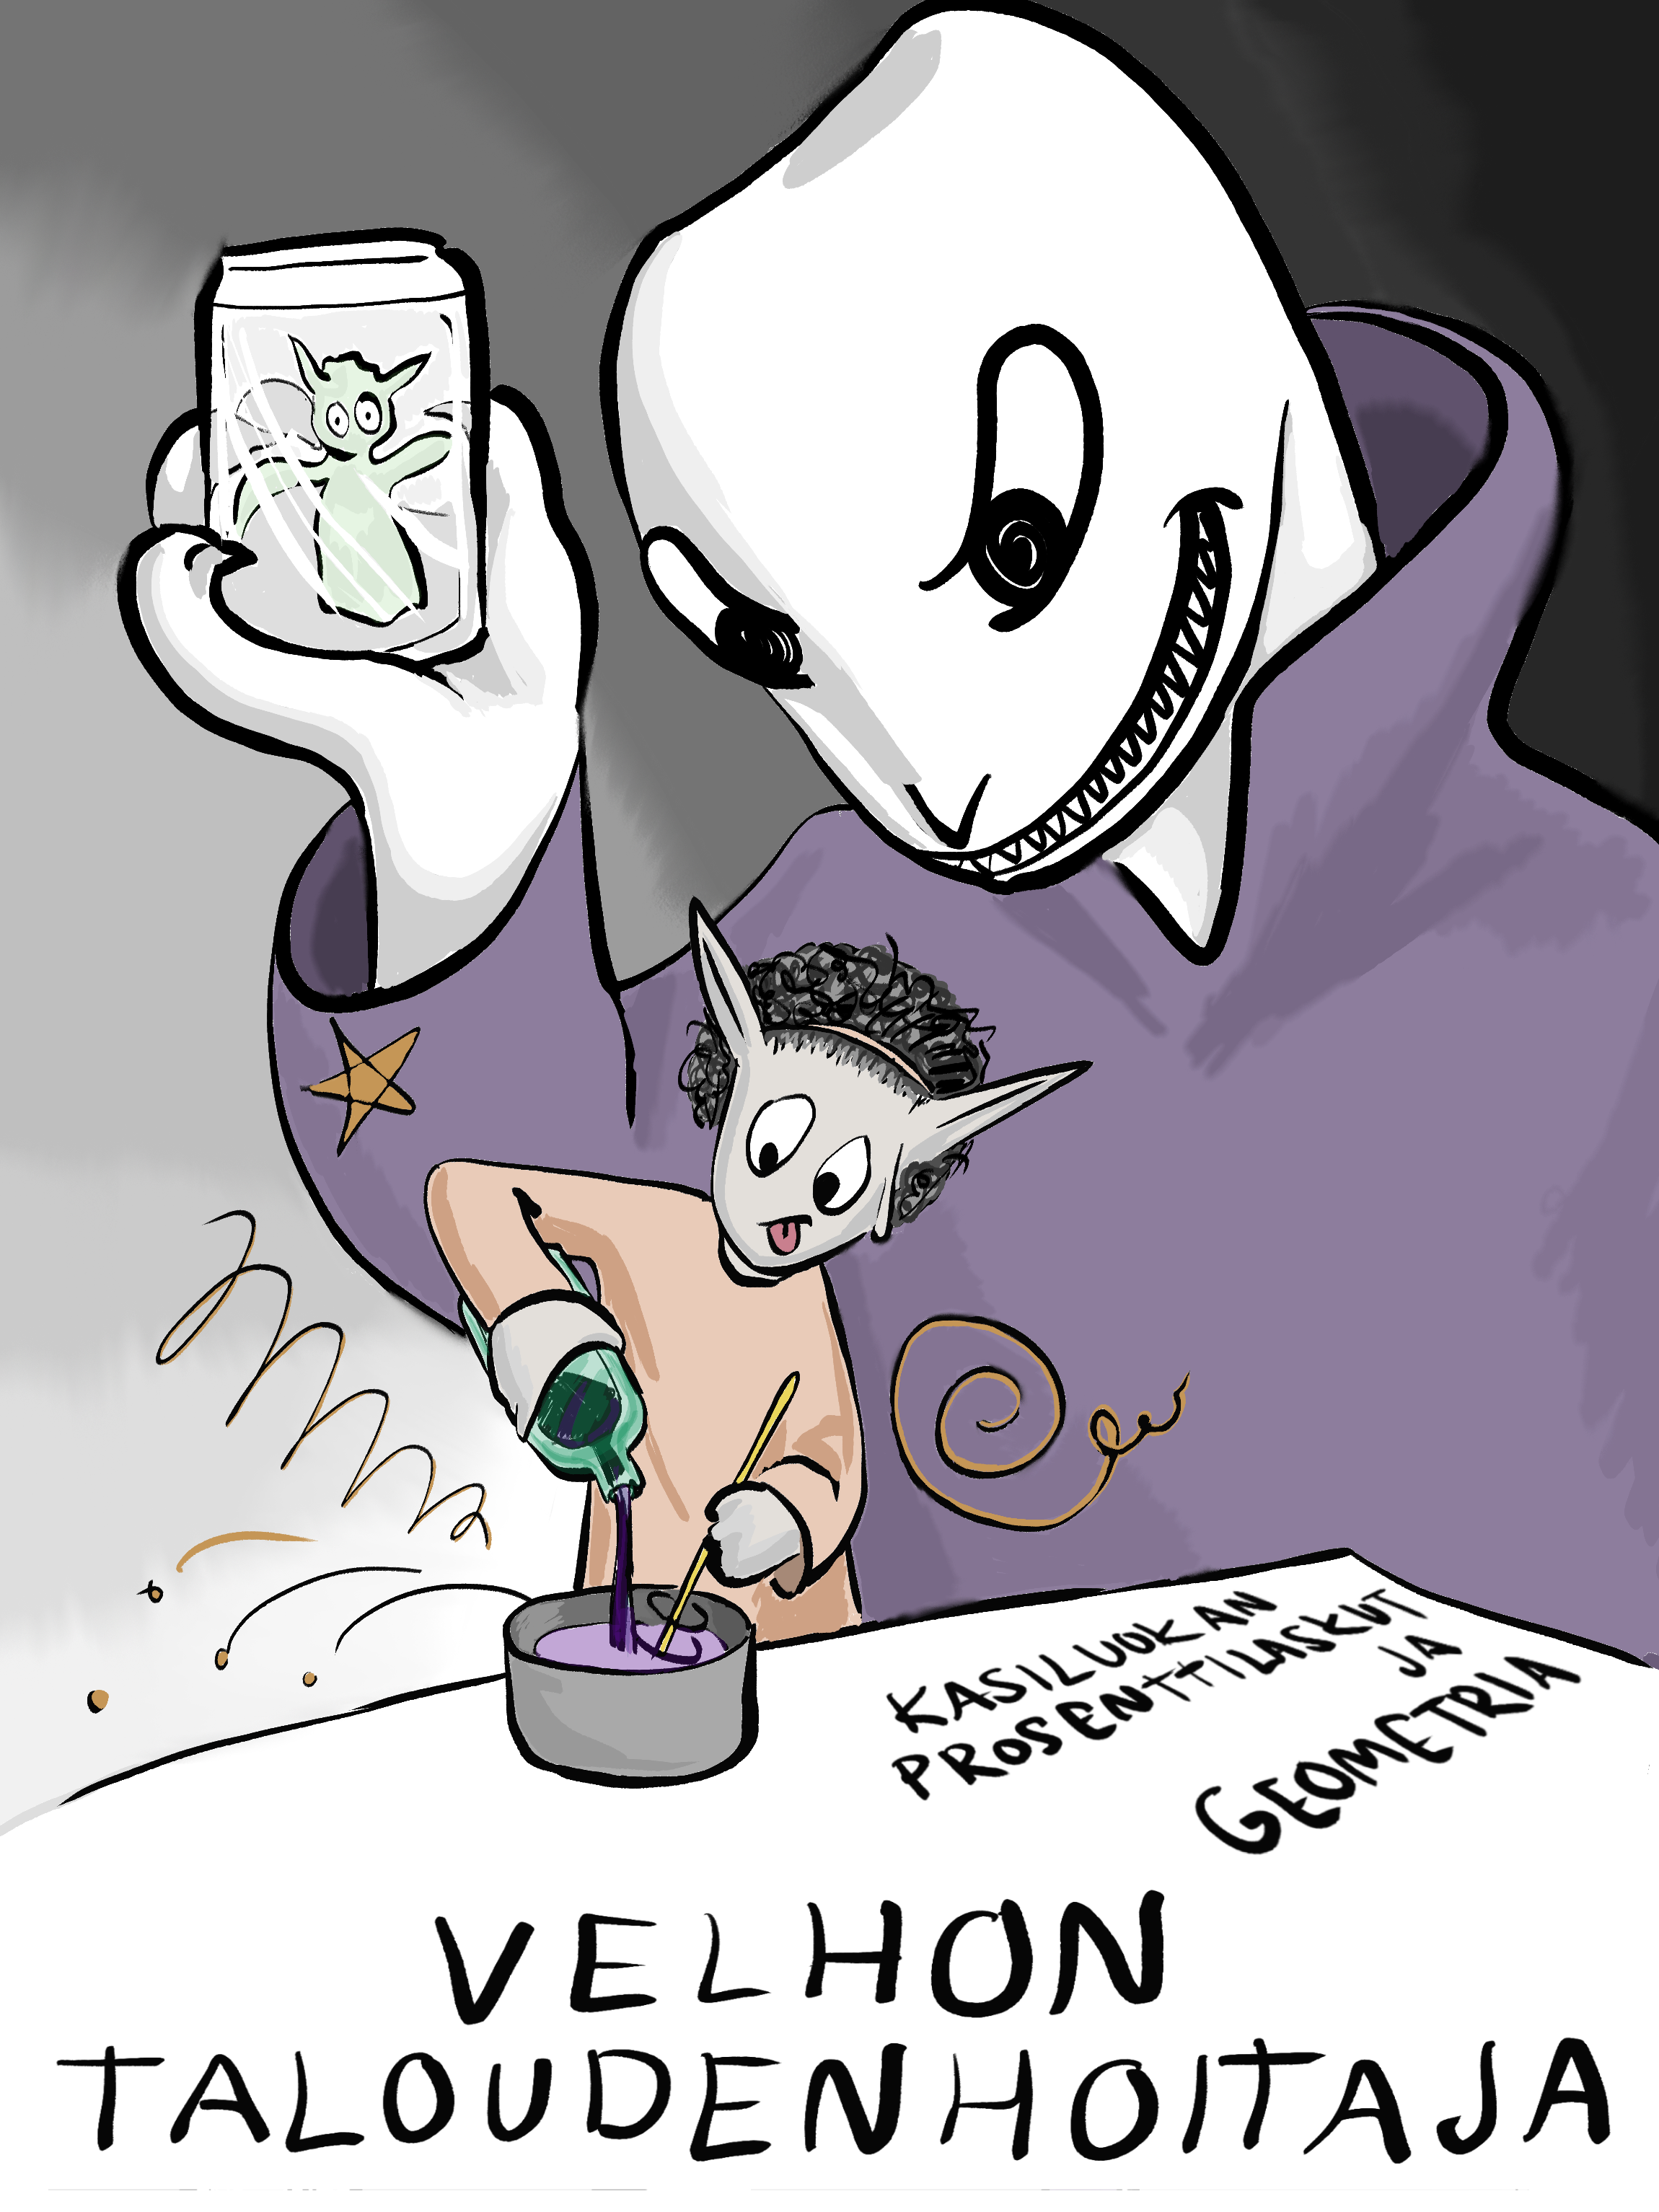 KASILUOKAN
PROSENTTILASKUT
JA
GEOMETRIA
VELHON
TALOUDENHOITAJA